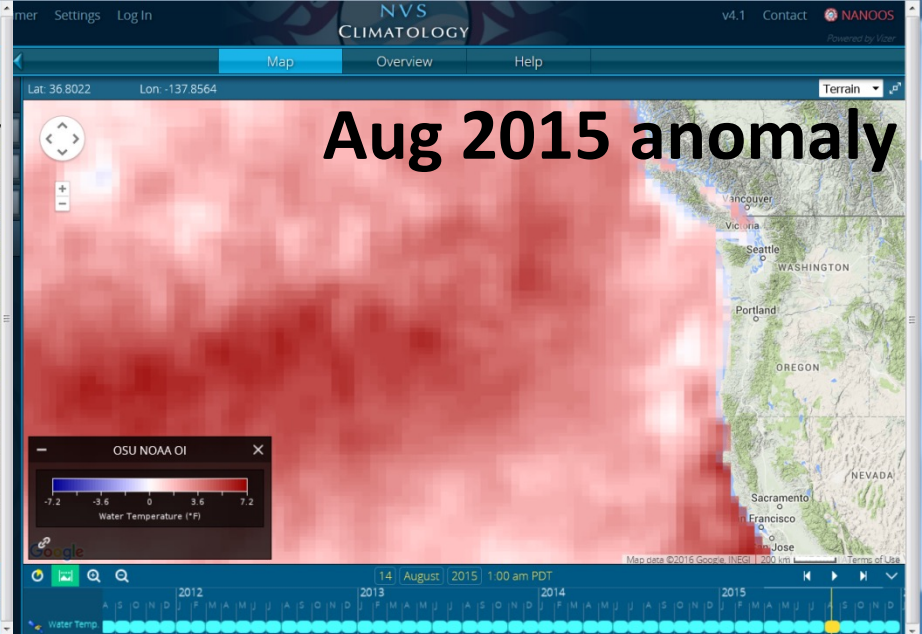 mer Settings Log In
NVS
CLIMATOLOGY
v4.1 Contact NANOOS
Powered by Vizer
Map Overview Help
Lat: 36.8022 Lon: -137.8564
Terrain
Aug 2015 anomaly
Vancouver
Victoria
Seattle
WASHINGTON
Portland
OREGON
NEVADA
Sacramento
Francisco
Jose
OSU NOAA OI
-7.2 -3.6 0 3.6 7.2
Water Temperature (°F)
Google
Map data ©2016 Google, INEGI 200 km Terms of Use
14 August 2015 1:00 am PDT
2012 2013 2014 2015
A S O N D J F M A M J J A S O N D J F M A M J J A S O N D J F M A M J J A S O N D J F M A M J J A S O N D
Water Temp.